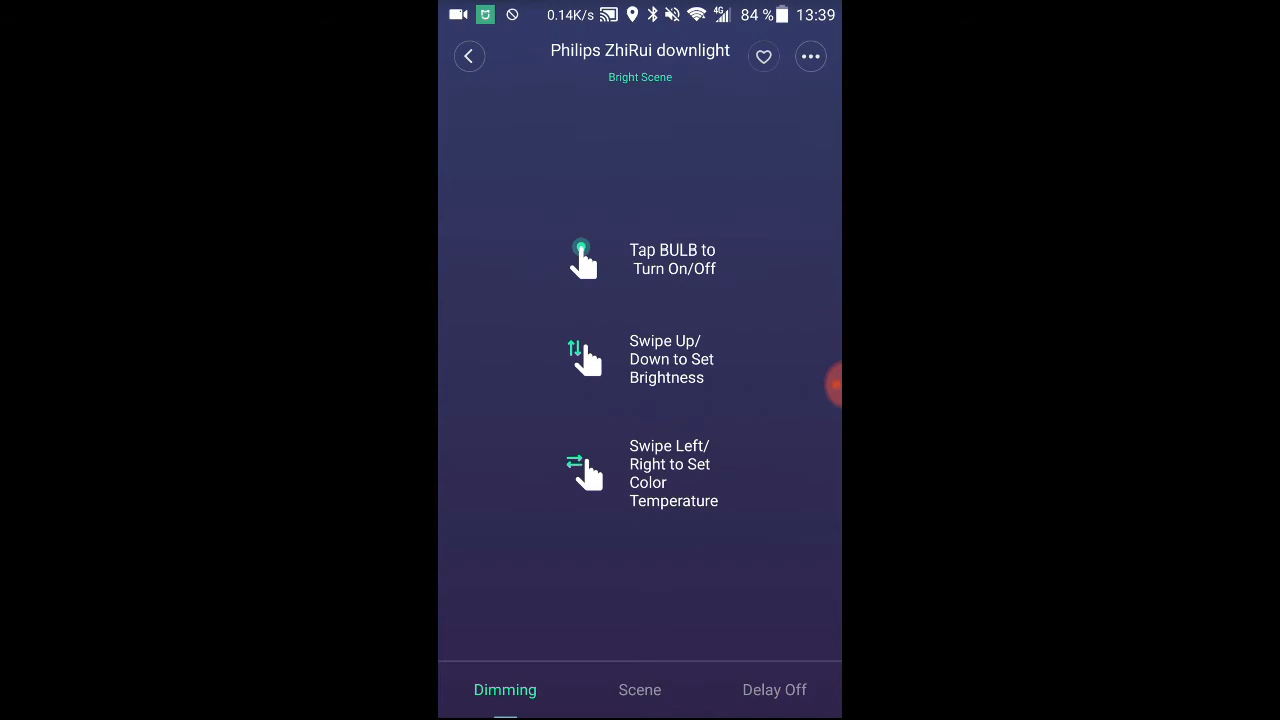 0.14K/s 4G 84 % 13:39
Philips ZhiRui downlight
Bright Scene
Tap BULB to
Turn On/Off
Swipe Up/
Down to Set
Brightness
Swipe Left/
Right to Set
Color
Temperature
Dimming Scene Delay Off